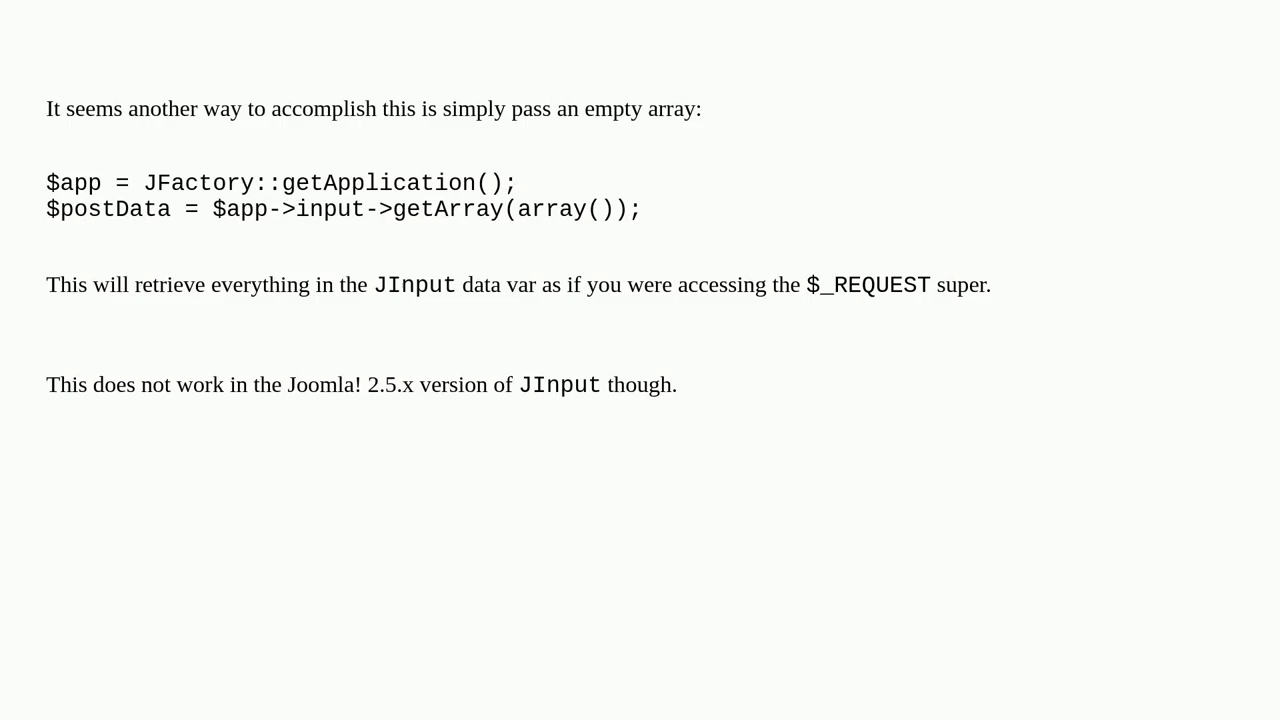 It seems another way to accomplish this is simply pass an empty array:
$app = JFactory::getApplication();
$postData = $app->input->getArray(array());
This will retrieve everything in the JInput data var as if you were accessing the $_REQUEST super.
This does not work in the Joomla! 2.5.x version of JInput though.